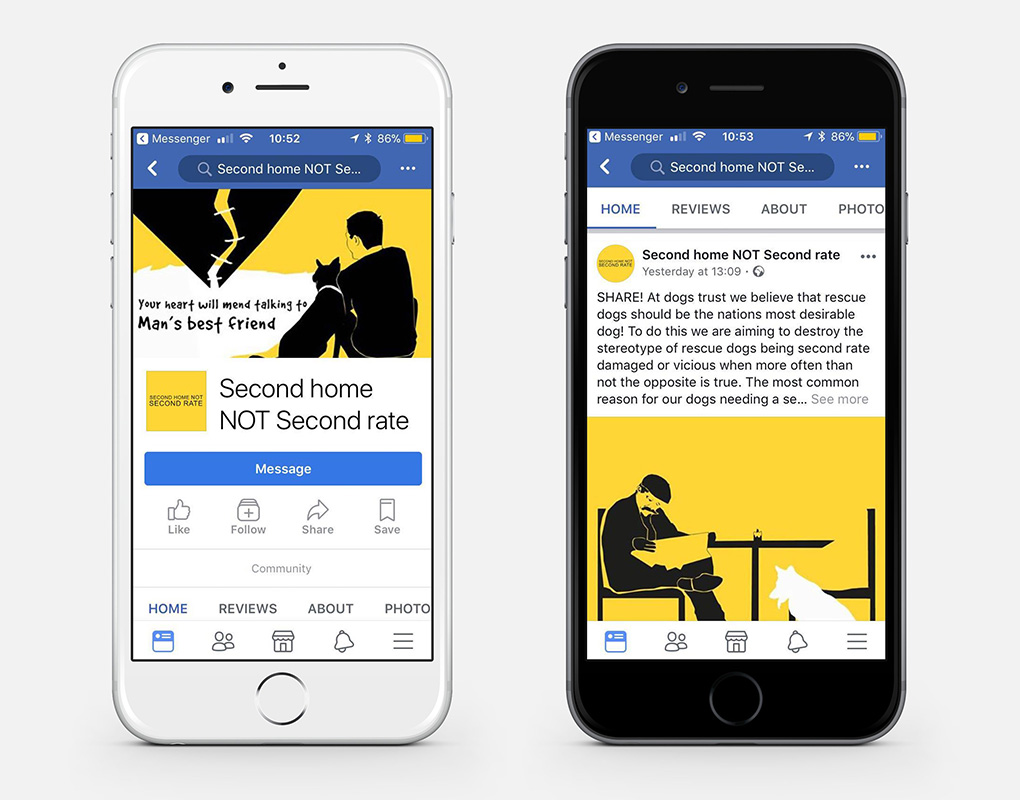 Messenger 10:52 86%
Second home NOT Se...
Your heart will mend talking to
Man's best friend
SECOND HOME NOT
SECOND RATE
Second home
NOT Second rate
Message
Like Follow Share Save
Community
HOME REVIEWS ABOUT PHOTO
Messenger 10:53 86%
Second home NOT Se...
HOME REVIEWS ABOUT PHOTO
SECOND HOME NOT
SECOND RATE
Second home NOT Second rate
Yesterday at 13:09 ·
SHARE! At dogs trust we believe that rescue
dogs should be the nations most desirable
dog! To do this we are aiming to destroy the
stereotype of rescue dogs being second rate
damaged or vicious when more often than
not the opposite is true. The most common
reason for our dogs needing a se... See more